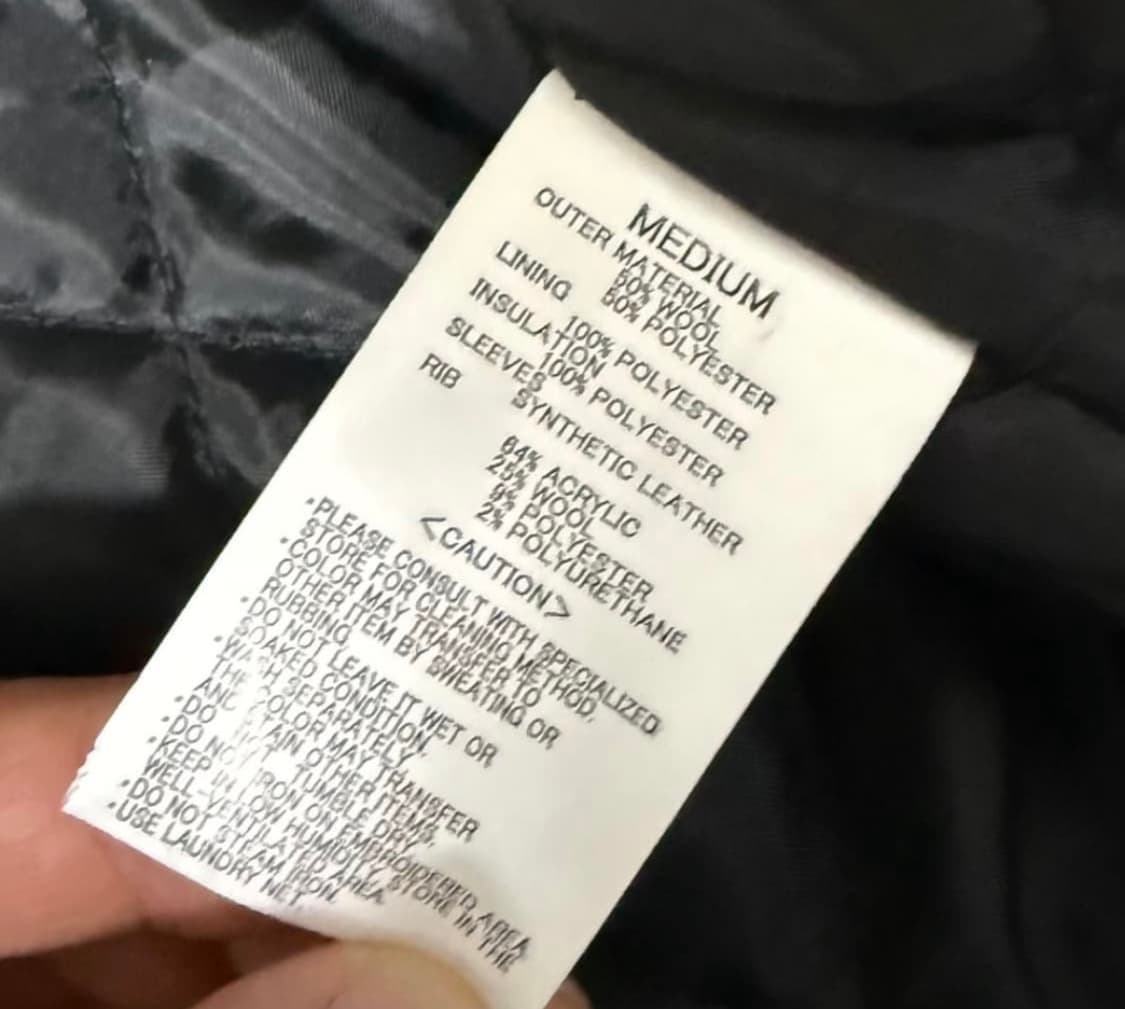 MEDIUM
OUTER MATERIAL
50% WOOL
50% POLYESTER
LINING
100% POLYESTER
INSULATION
100% POLYESTER
SLEEVES
SYNTHETIC LEATHER
RIB
64% ACRYLIC
25% WOOL
9% POLYESTER
2% POLYURETHANE
<CAUTION>
・PLEASE CONSULT WITH SPECIALIZED
STORE FOR CLEANING METHOD.
・COLOR MAY TRANSFER TO
OTHER ITEM BY SWEATING OR
RUBBING
・DO NOT LEAVE IT WET OR
SOAKED CONDITION.
・WASH SEPARATELY.
THE COLOR MAY TRANSFER
AND STAIN OTHER ITEMS.
・DO NOT TUMBLE DRY.
・DO NOT IRON ON EMBROIDERED AREA.
・KEEP IN LOW HUMIDITY, STORE IN THE
WELL-VENTILATED AREA.
・DO NOT STEAM IRON.
・USE LAUNDRY NET.